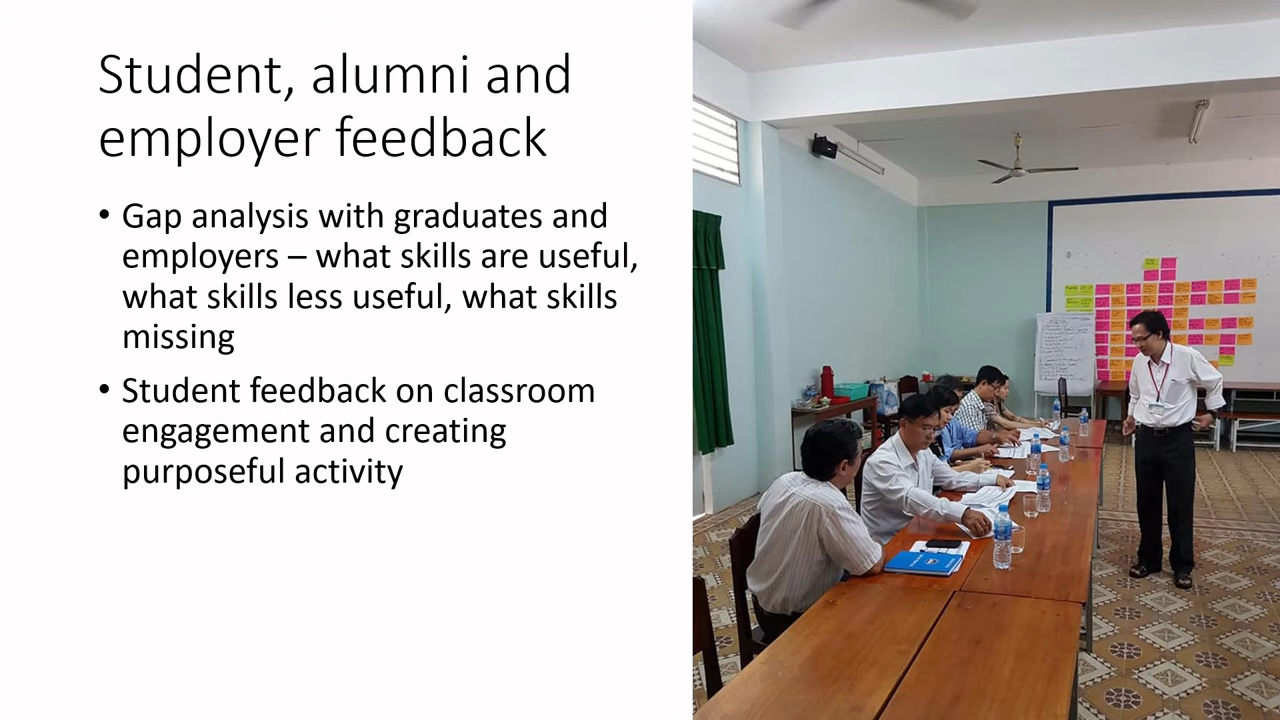 Student, alumni and
employer feedback
• Gap analysis with graduates and
employers – what skills are useful,
what skills less useful, what skills
missing
• Student feedback on classroom
engagement and creating
purposeful activity